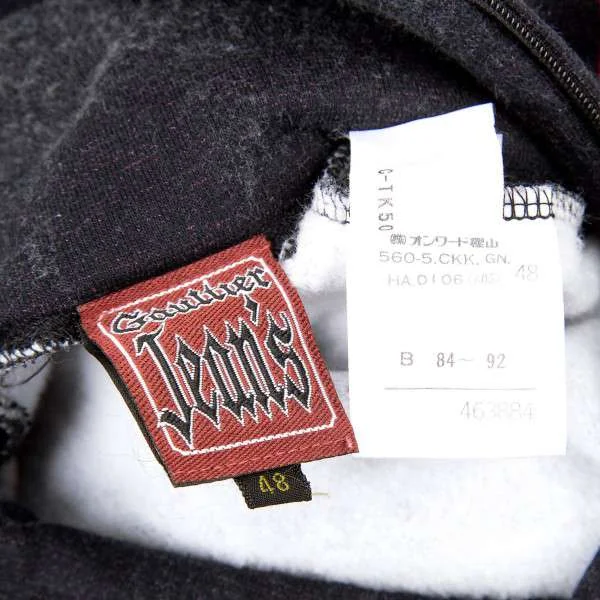 Gaultier
Jean's
48
C-TK50
㈱オンワード樫山
560-5.CKK. GN.
HA.D106 48
B 84～92
463884